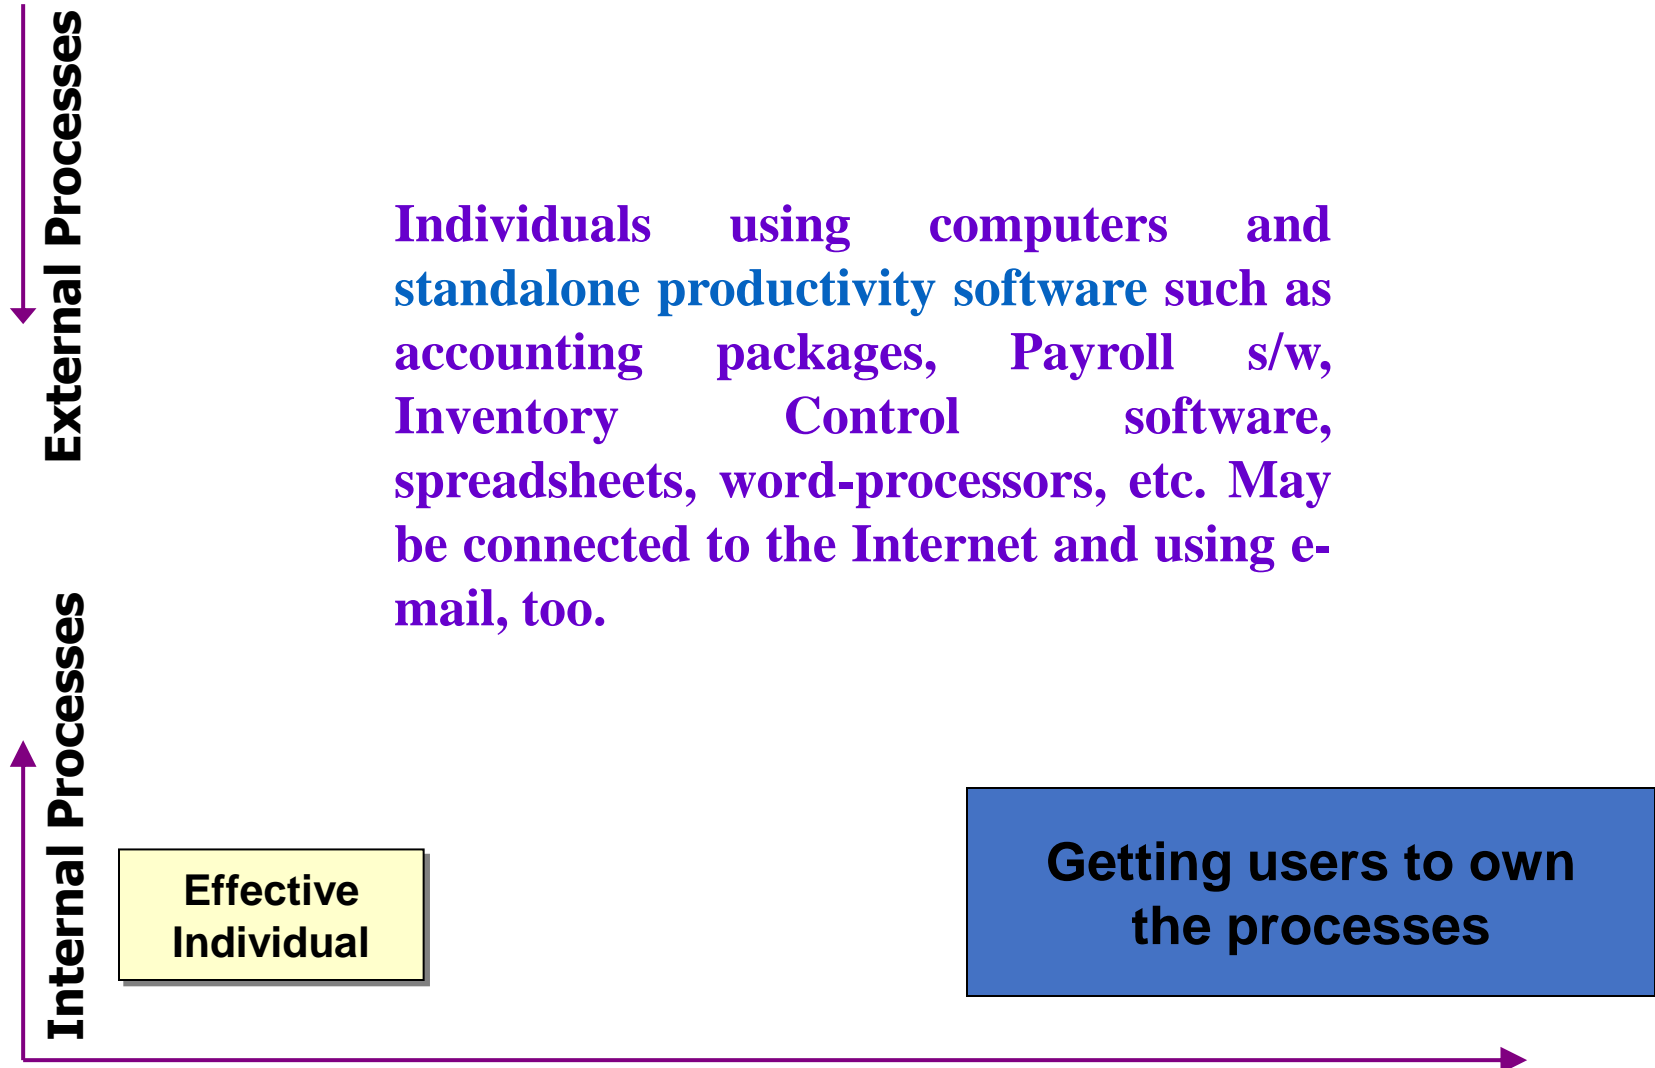 External Processes
Individuals using computers and
standalone productivity software such as
accounting packages, Payroll s/w,
Inventory Control software,
spreadsheets, word-processors, etc. May
be connected to the Internet and using e-
mail, too.
Internal Processes
Effective
Individual
Getting users to own
the processes